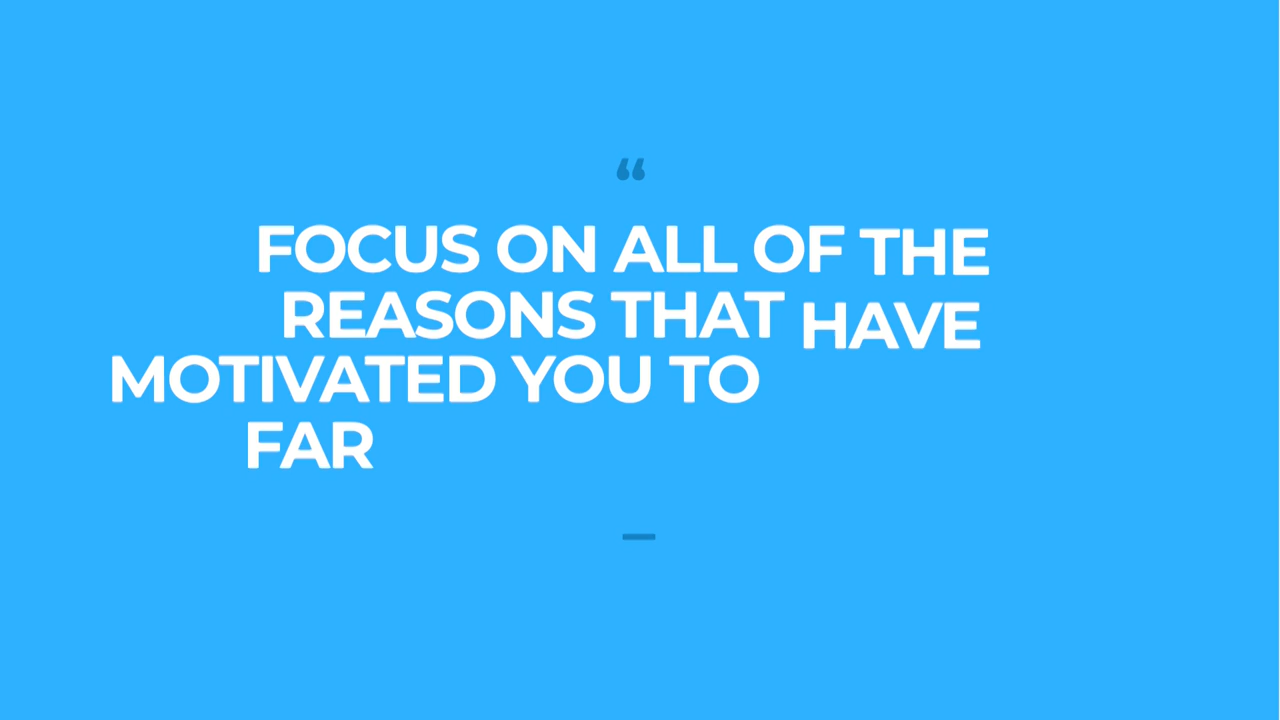 “
FOCUS ON ALL OF THE
REASONS THAT HAVE
MOTIVATED YOU TO
FAR